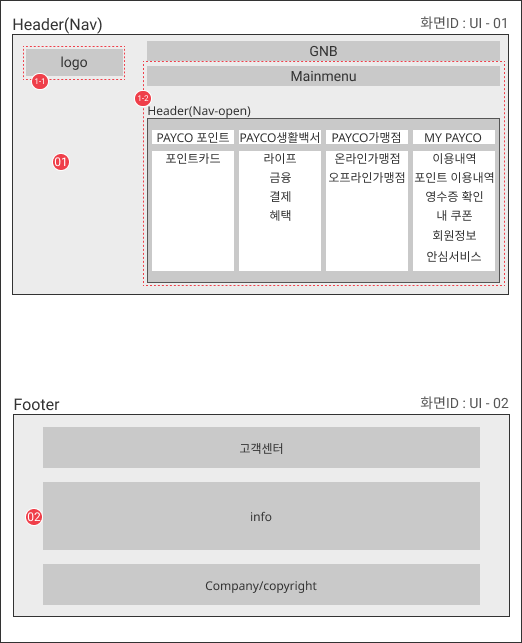 Header(Nav)
화면ID : UI - 01
logo
1-1
GNB
Mainmenu
1-2
Header(Nav-open)
01
PAYCO 포인트
포인트카드
PAYCO생활백서
라이프
금융
결제
혜택
PAYCO가맹점
온라인가맹점
오프라인가맹점
MY PAYCO
이용내역
포인트 이용내역
영수증 확인
내 쿠폰
회원정보
안심서비스
Footer
화면ID : UI - 02
고객센터
02
info
Company/copyright